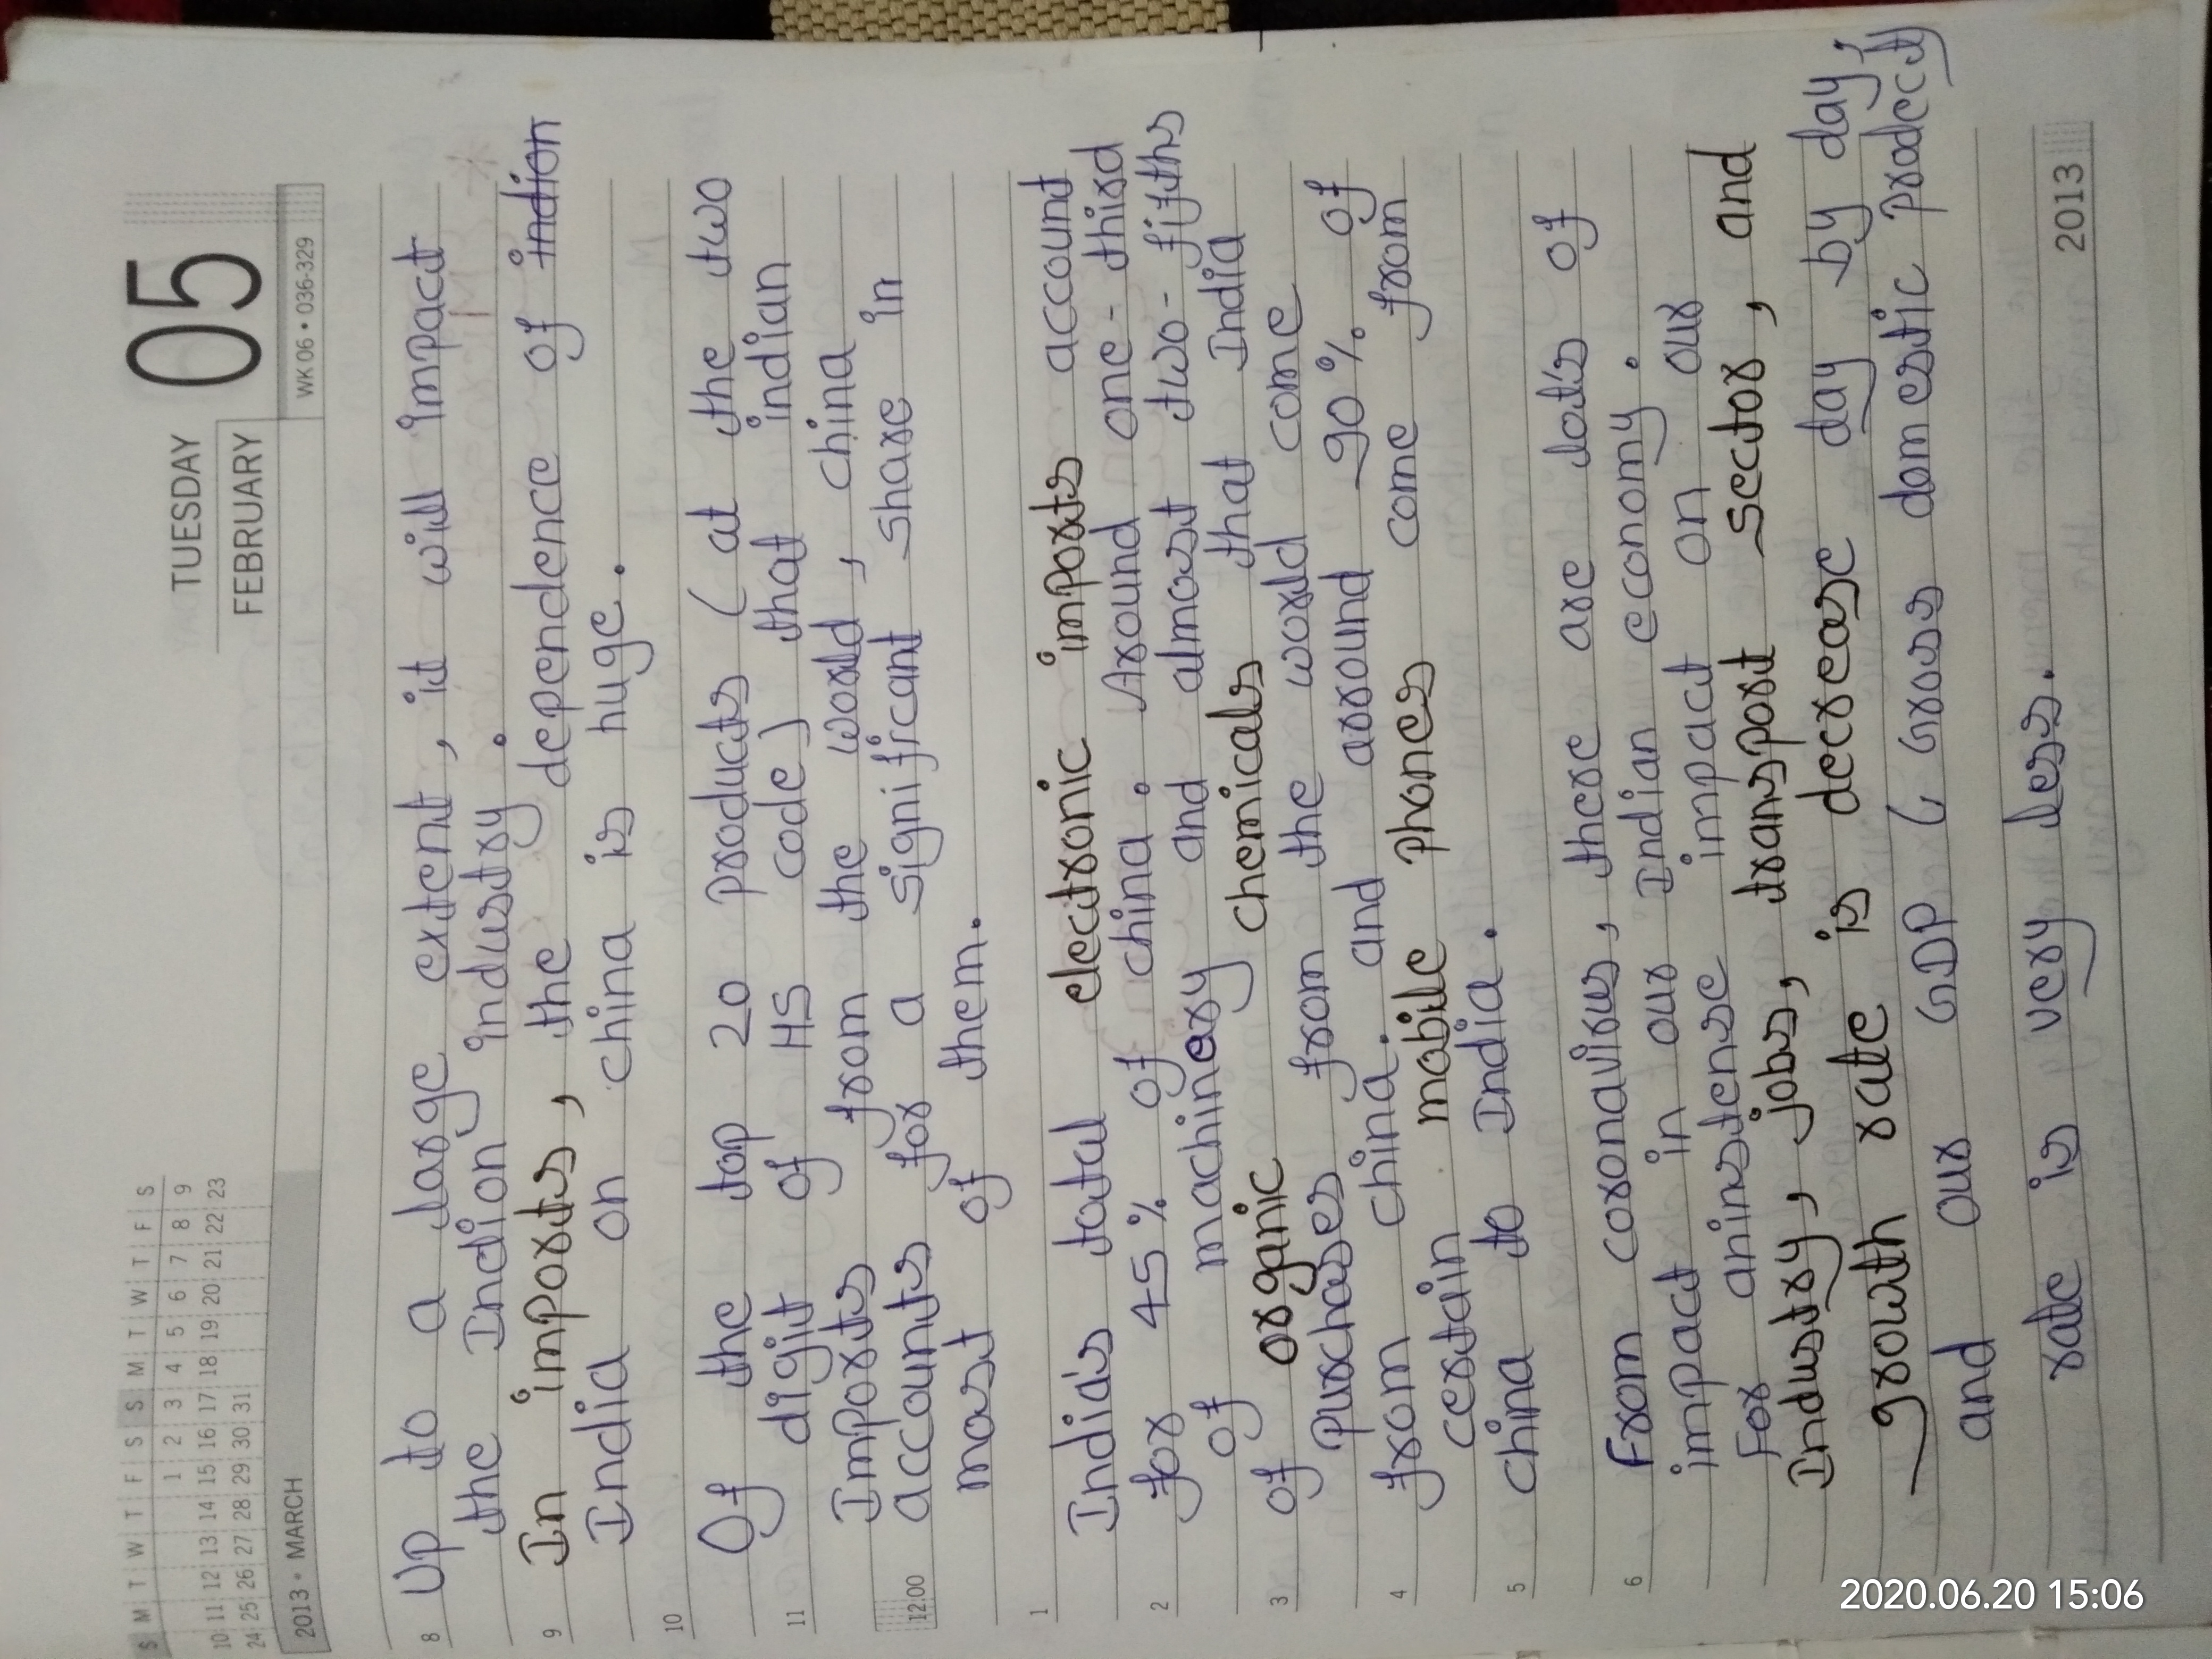 S M T W T F S S M T W T F S
1 2 3 4 5 6 7 8 9
10 11 12 13 14 15 16 17 18 19 20 21 22 23
24 25 26 27 28 29 30 31
2013 • MARCH
TUESDAY
FEBRUARY
05
WK 06 • 036-329
8 Up to a large extent, it will impact
the Indion industry.
9 In imports, the dependence of indion
India on china is huge.
10
Of the top 20 products ( at the two
11 digit of HS code) that indian
Imports from the world, china
12.00 accounts for a significant share in
most of them.
1
India's total electronic imports account
2 for 45% of china. Around one-third
of machinery and almost two-fifths
3 of organic chemicals that India
purchases from the world come
4 from china. and arround 90% of
certain mobile phones come from
5 china to India.
6 From coronavirus, there are lot's of
impact in our Indian economy.
For aninstense impact on our
Industry, jobs, transport sector, and
growth rate is decrease day by day,
and our GDP ( Gross domestic prodect)
rate is very less.
2013
2020.06.20 15:06